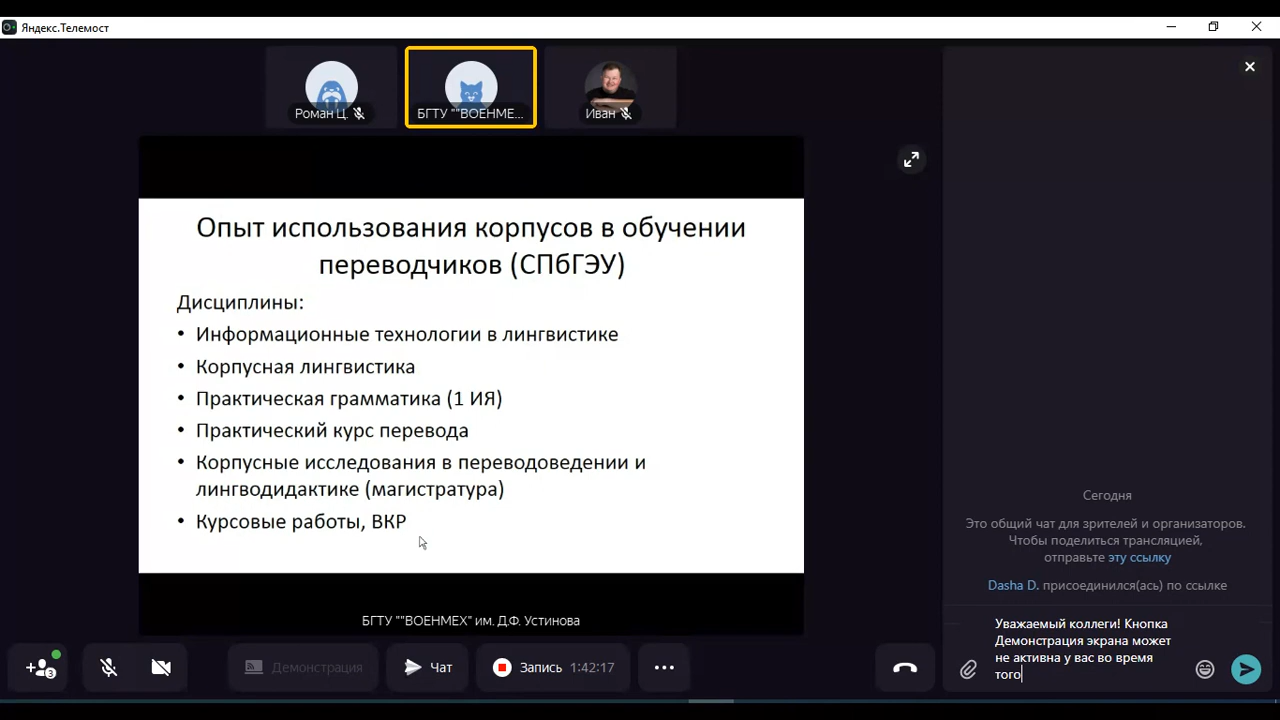 Яндекс.Телемост
Роман Ц.
БГТУ ""ВОЕНМЕ...
Иван
Опыт использования корпусов в обучении
переводчиков (СПбГЭУ)
Дисциплины:
• Информационные технологии в лингвистике
• Корпусная лингвистика
• Практическая грамматика (1 ИЯ)
• Практический курс перевода
• Корпусные исследования в переводоведении и
лингводидактике (магистратура)
• Курсовые работы, ВКР
БГТУ ""ВОЕНМЕХ" им. Д.Ф. Устинова
Сегодня
Это общий чат для зрителей и организаторов.
Чтобы поделиться трансляцией,
отправьте эту ссылку
Dasha D. присоединился(ась) по ссылке
Уважаемый коллеги! Кнопка
Демонстрация экрана может
не активна у вас во время
того
3
Демонстрация
Чат
Запись 1:42:17